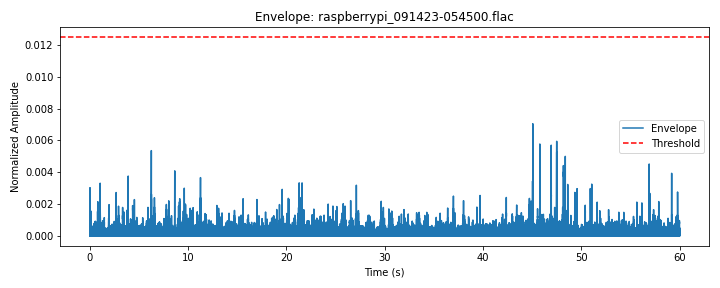 Envelope: raspberrypi_091423-054500.flac
Normalized Amplitude
0.012
0.010
0.008
0.006
0.004
0.002
0.000
Envelope
Threshold
0 10 20 30 40 50 60
Time (s)